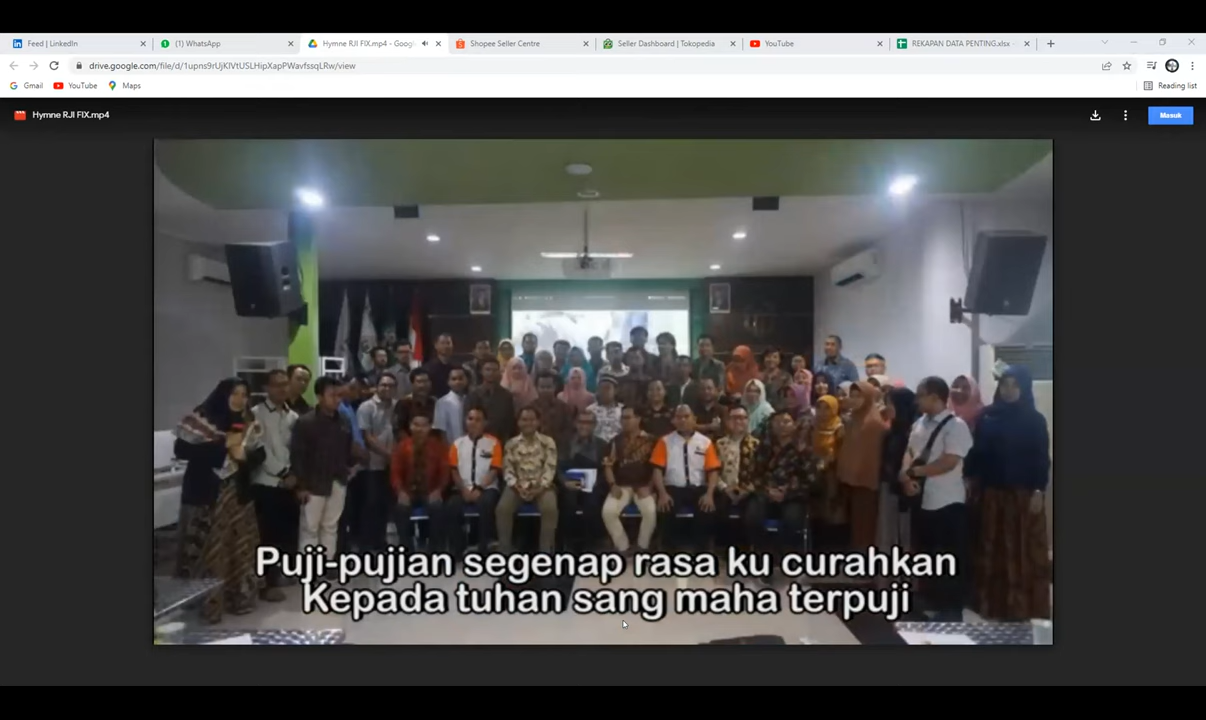 Feed | LinkedIn
(1) WhatsApp
Hymne RJI FIX.mp4 - Googl
Shopee Seller Centre
Seller Dashboard | Tokopedia
YouTube
REKAPAN DATA PENTING.xlsx -
drive.google.com/file/d/1upns9rUjKlVtUSLHipXapPWavfssqLRw/view
Gmail
YouTube
Maps
Reading list
Hymne RJI FIX.mp4
Masuk
Puji-pujian segenap rasa ku curahkan
Kepada tuhan sang maha terpuji